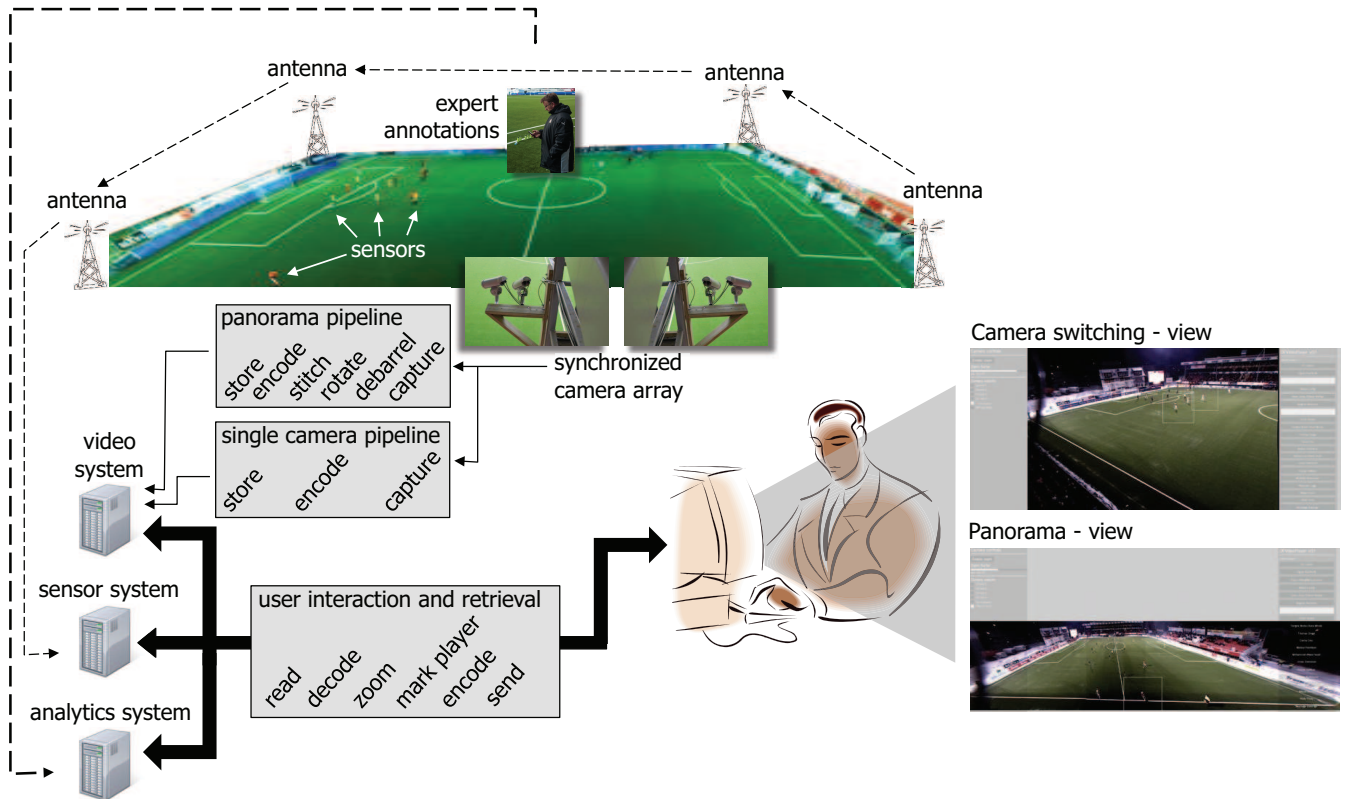 antenna
antenna
expert
annotations
antenna
antenna
sensors
panorama pipeline
store
encode
stitch
rotate
debarrel
capture
synchronized
camera array
Camera switching - view
single camera pipeline
store
encode
capture
video
system
Panorama - view
sensor system
user interaction and retrieval
read
decode
zoom
mark player
encode
send
analytics system